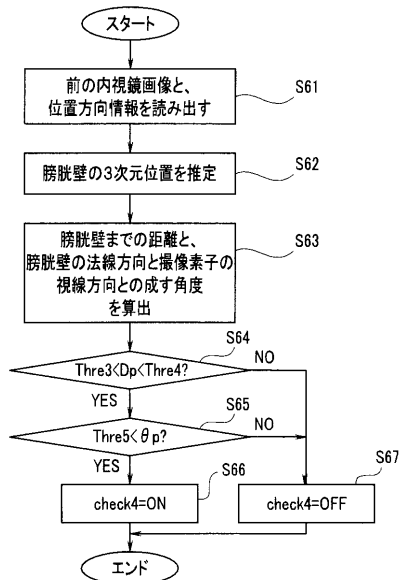 スタート
前の内視鏡画像と、
位置方向情報を読み出す
S61
膀胱壁の3次元位置を推定
S62
膀胱壁までの距離と、
膀胱壁の法線方向と撮像素子の
視線方向との成す角度
を算出
S63
S64
Thre3<Dp<Thre4?
NO
YES
S65
Thre5<θp?
NO
YES
S66
S67
check4=ON
check4=OFF
エンド